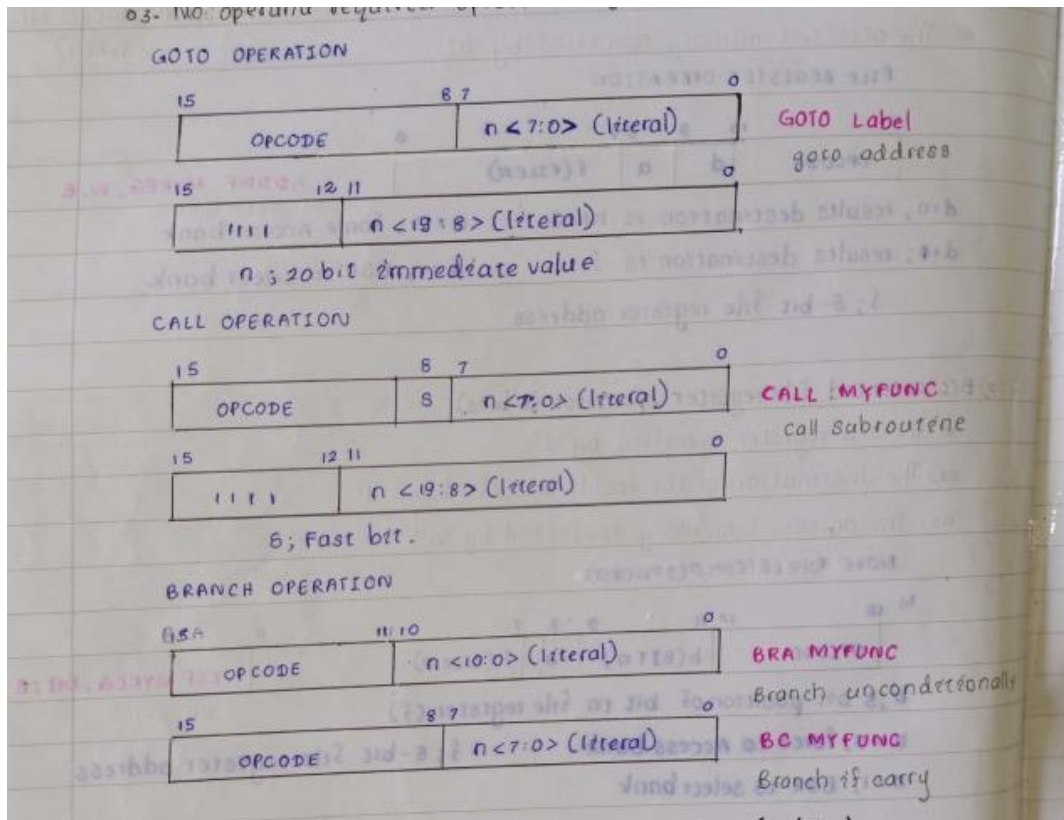 03. No operand required
GOTO OPERATION
15 8 7 0
OPCODE n <7:0> (literal) GOTO Label
goto address
15 12 11 0
1111 n <19:8> (literal)
n ; 20 bit immediate value
CALL OPERATION
15 8 7 0
OPCODE S n <7:0> (literal) CALL MYFUNC
call subroutine
15 12 11 0
1111 n <19:8> (literal)
S; Fast bit.
BRANCH OPERATION
11 10 0
OPCODE n <10:0> (literal) BRA MYFUNC
Branch unconditionally
15 8 7 0
OPCODE n <7:0> (literal) BC MYFUNC
Branch if carry